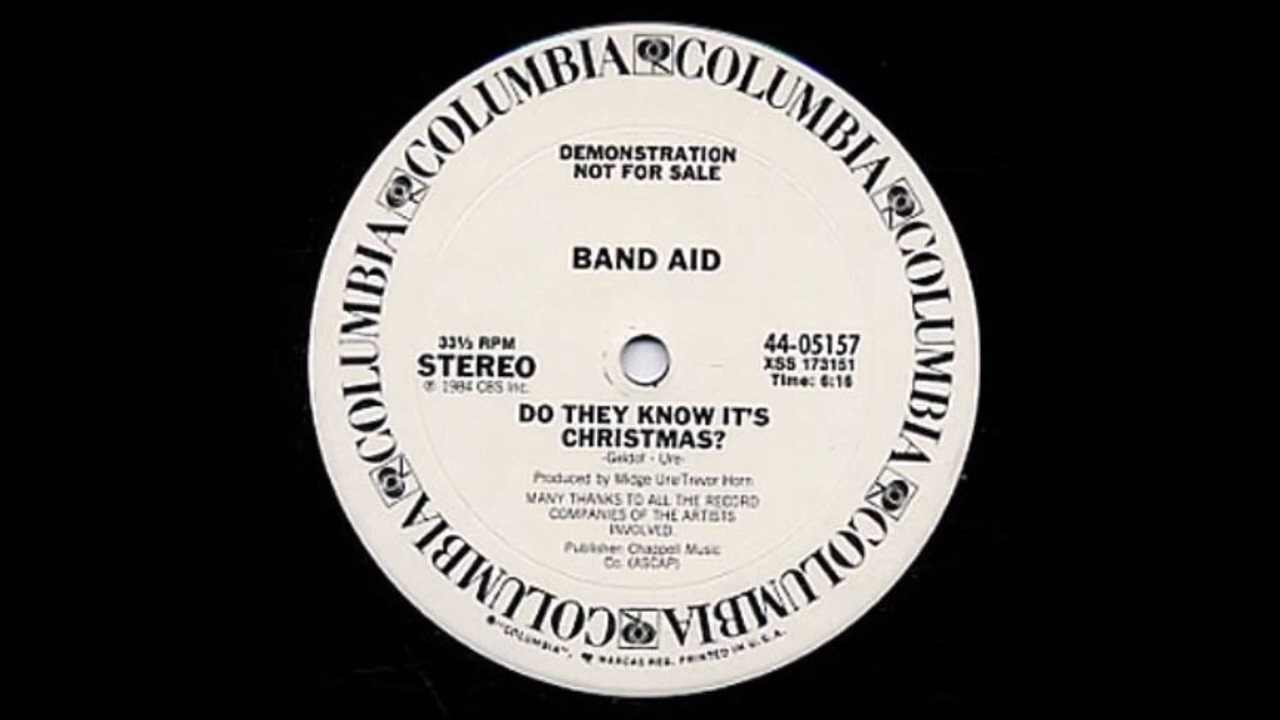 COLUMBIA COLUMBIA COLUMBIA COLUMBIA COLUMBIA COLUMBIA
DEMONSTRATION
NOT FOR SALE
BAND AID
33⅓ RPM
STEREO
℗ 1984 CBS Inc.
44-05157
XSS 173151
Time: 6:16
DO THEY KNOW IT'S
CHRISTMAS?
-Geldof - Ure-
Produced by Midge Ure/Trevor Horn
MANY THANKS TO ALL THE RECORD
COMPANIES OF THE ARTISTS
INVOLVED.
Publisher: Chappell Music
Co. (ASCAP)
® "COLUMBIA", MARCAS REG. PRINTED IN U.S.A.